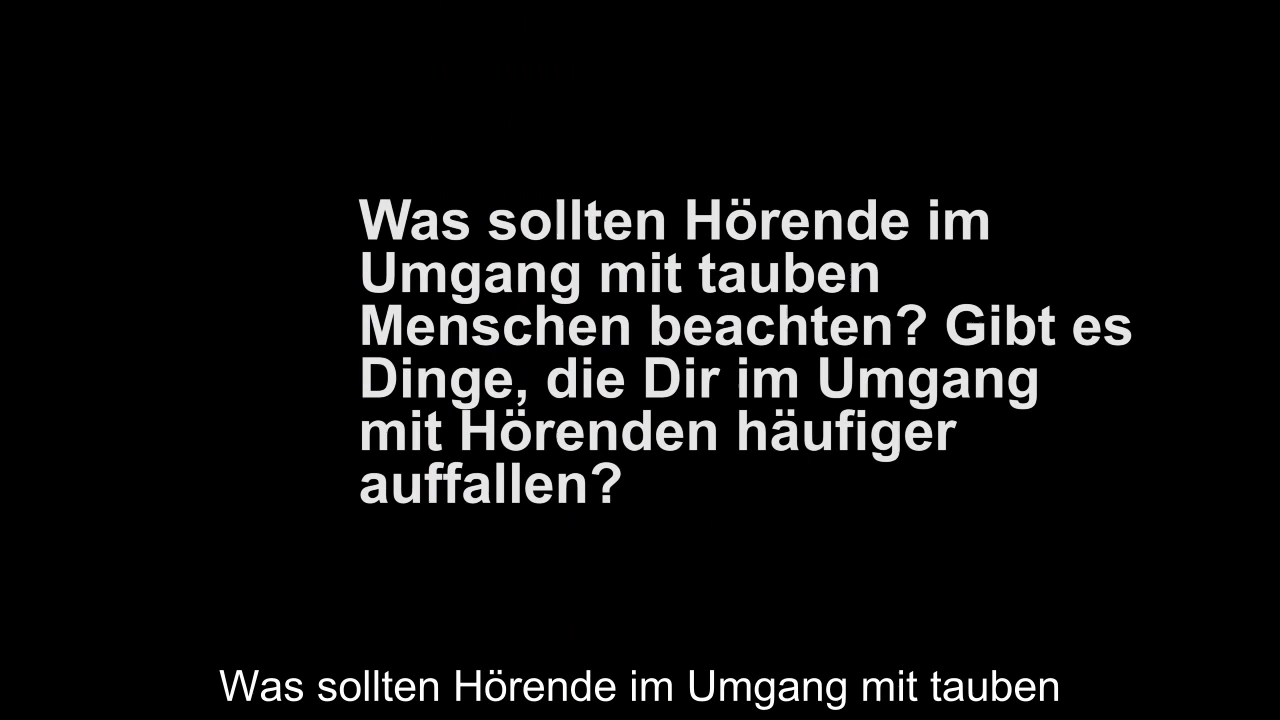 Was sollten Hörende im
Umgang mit tauben
Menschen beachten? Gibt es
Dinge, die Dir im Umgang
mit Hörenden häufiger
auffallen?
Was sollten Hörende im Umgang mit tauben